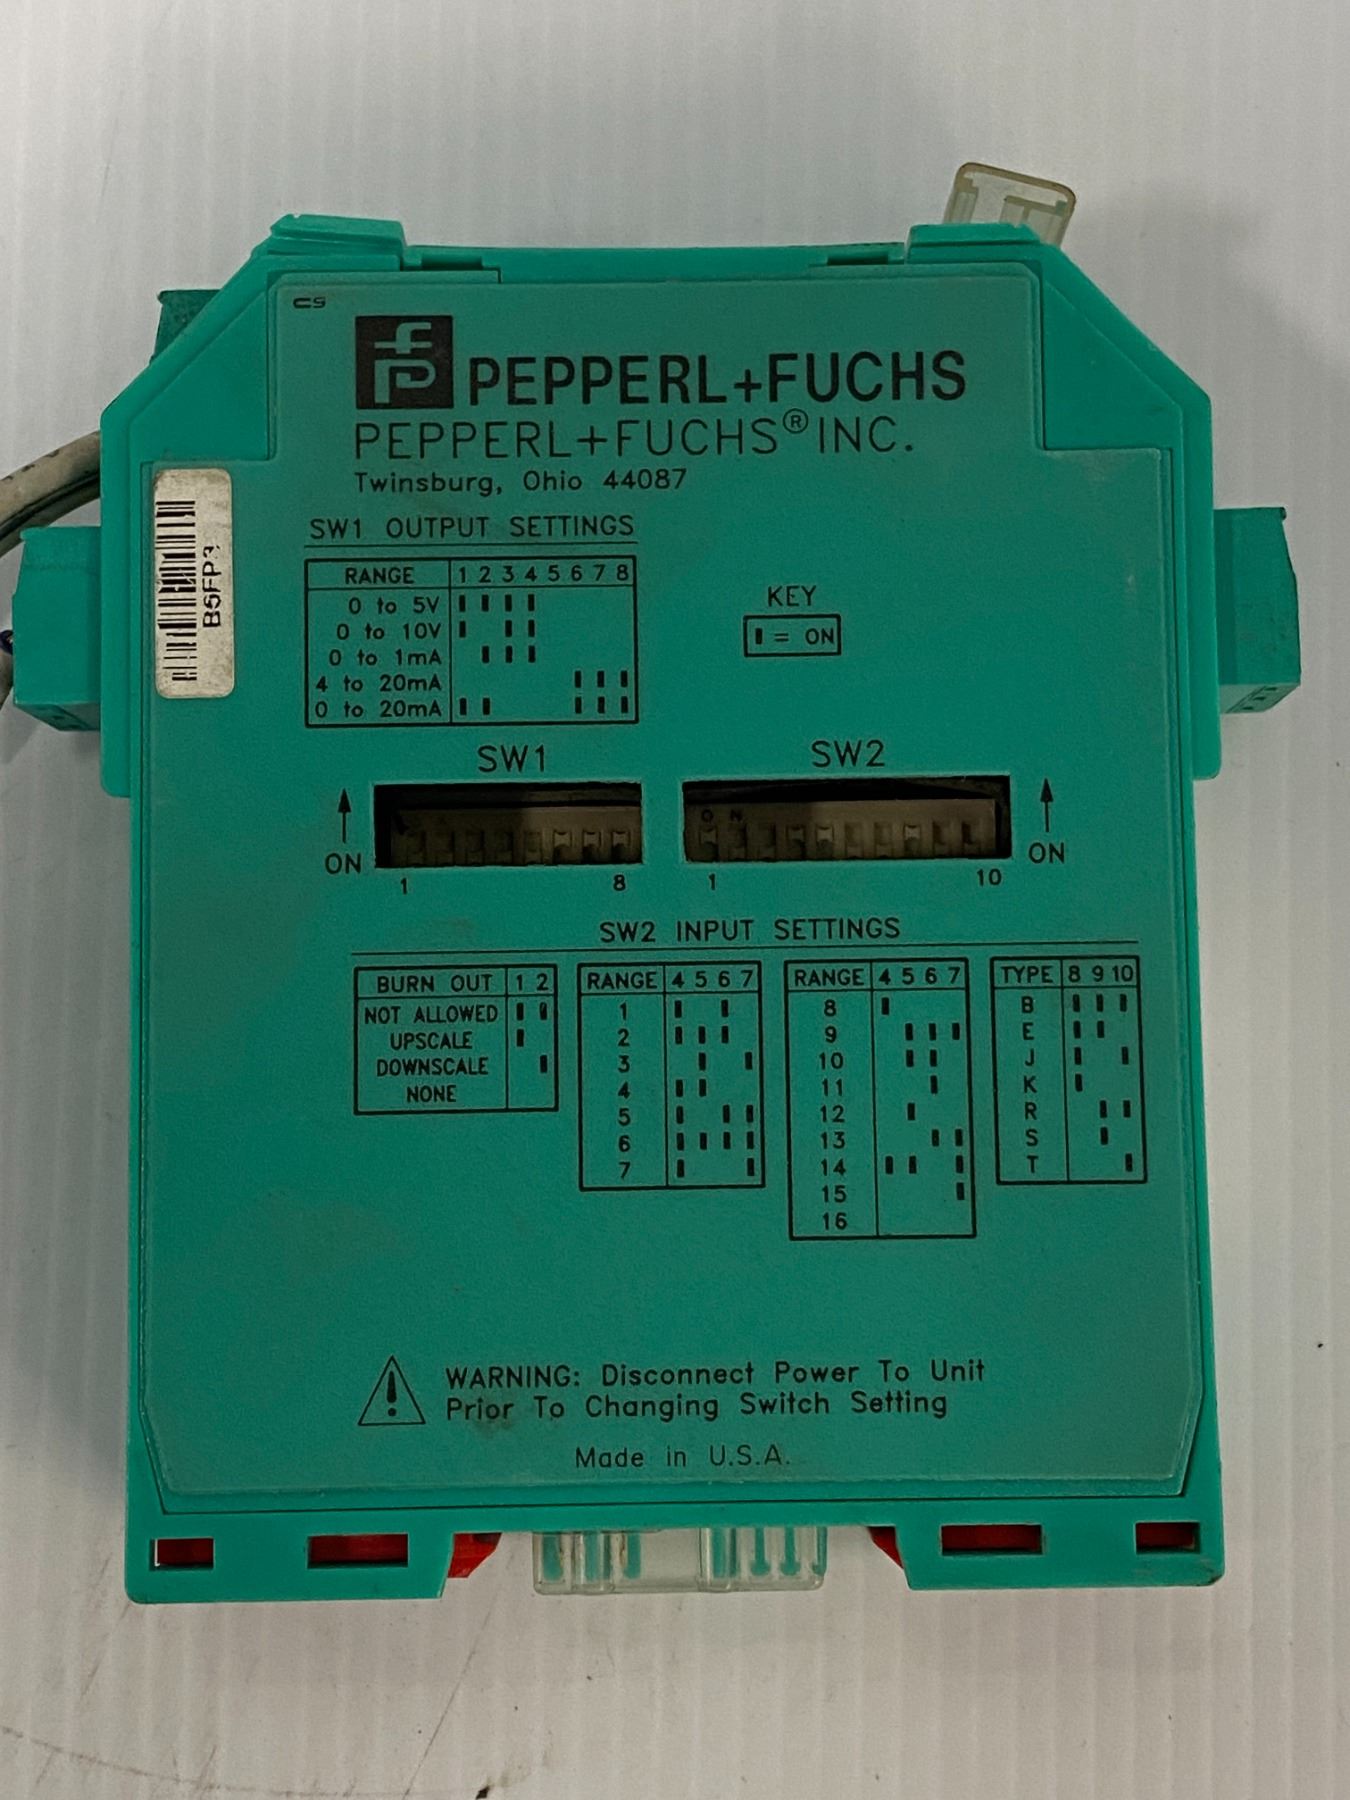 PEPPERL+FUCHS
PEPPERL+FUCHS® INC.
Twinsburg, Ohio 44087
SW1 OUTPUT SETTINGS
RANGE 1 2 3 4 5 6 7 8
0 to 5V
0 to 10V
0 to 1mA
4 to 20mA
0 to 20mA
KEY
= ON
B5FP3
SW1
SW2
ON
O N
ON
1 8
1 10
SW2 INPUT SETTINGS
BURN OUT 1 2
NOT ALLOWED
UPSCALE
DOWNSCALE
NONE
RANGE 4 5 6 7
1
2
3
4
5
6
7
RANGE 4 5 6 7
8
9
10
11
12
13
14
15
16
TYPE 8 9 10
B
E
J
K
R
S
T
WARNING: Disconnect Power To Unit
Prior To Changing Switch Setting
Made in U.S.A.